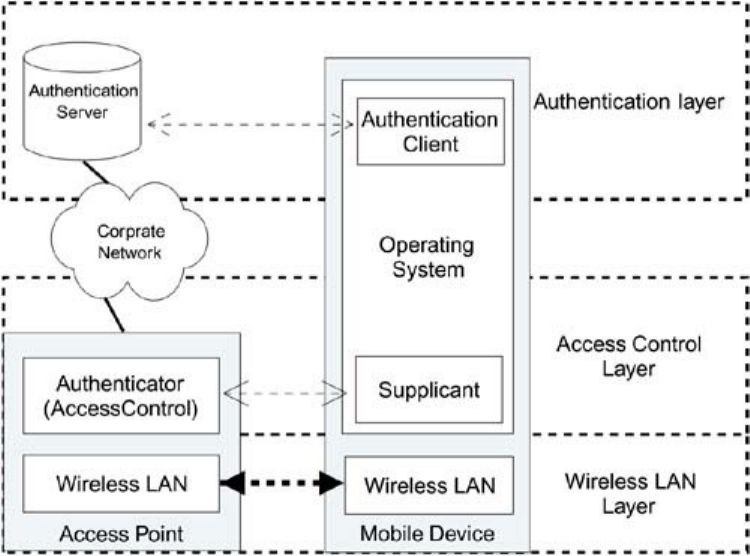 Authentication
Server
Authentication
Client
Authentication layer
Corprate
Network
Operating
System
Authenticator
(AccessControl)
Supplicant
Access Control
Layer
Wireless LAN
Wireless LAN
Wireless LAN
Layer
Access Point
Mobile Device